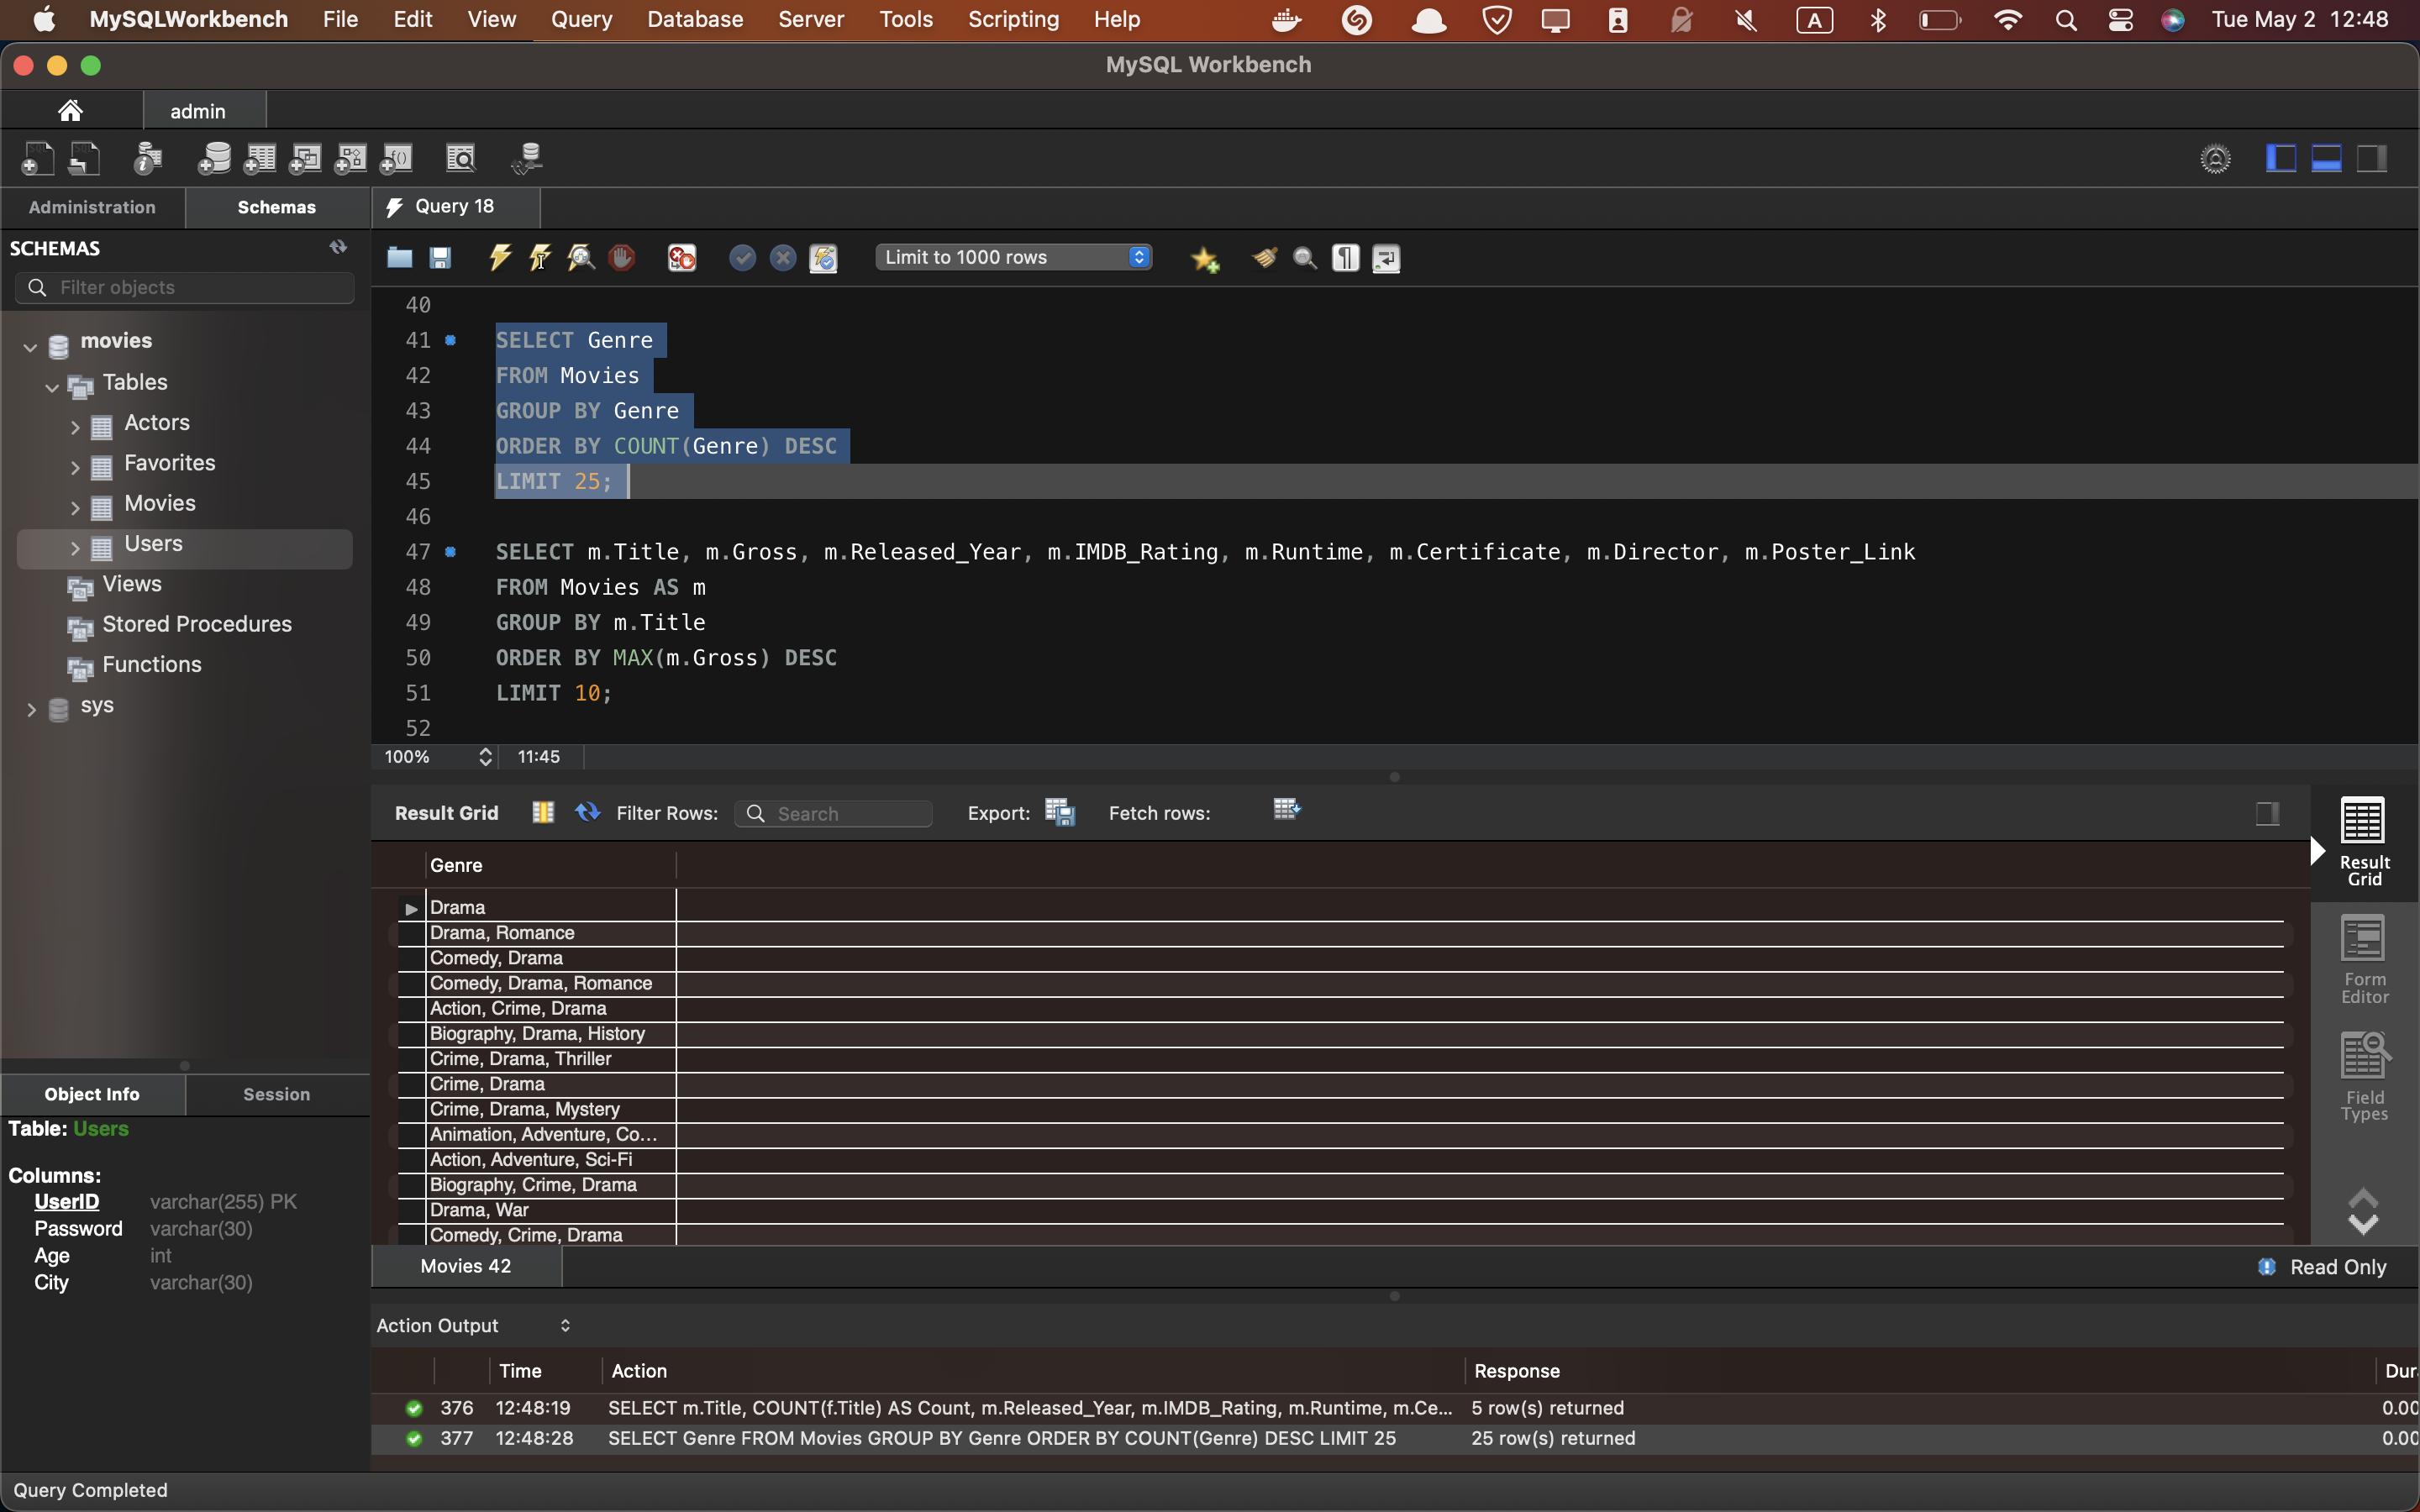 MySQLWorkbench File Edit View Query Database Server Tools Scripting Help A Tue May 2 12:48
MySQL Workbench
admin
Administration Schemas Query 18
SCHEMAS
Filter objects
Limit to 1000 rows
movies
Tables
Actors
Favorites
Movies
Users
Views
Stored Procedures
Functions
sys
40
41 SELECT Genre
42 FROM Movies
43 GROUP BY Genre
44 ORDER BY COUNT(Genre) DESC
45 LIMIT 25;
46
47 SELECT m.Title, m.Gross, m.Released_Year, m.IMDB_Rating, m.Runtime, m.Certificate, m.Director, m.Poster_Link
48 FROM Movies AS m
49 GROUP BY m.Title
50 ORDER BY MAX(m.Gross) DESC
51 LIMIT 10;
52
100% 11:45
Result Grid Filter Rows: Search Export: Fetch rows:
Genre
Drama
Drama, Romance
Comedy, Drama
Comedy, Drama, Romance
Action, Crime, Drama
Biography, Drama, History
Crime, Drama, Thriller
Crime, Drama
Crime, Drama, Mystery
Animation, Adventure, Co...
Action, Adventure, Sci-Fi
Biography, Crime, Drama
Drama, War
Comedy, Crime, Drama
Result
Grid
Form
Editor
Field
Types
Movies 42 Read Only
Object Info Session
Table: Users
Columns:
UserID varchar(255) PK
Password varchar(30)
Age int
City varchar(30)
Action Output
Time Action Response Dur
376 12:48:19 SELECT m.Title, COUNT(f.Title) AS Count, m.Released_Year, m.IMDB_Rating, m.Runtime, m.Ce... 5 row(s) returned 0.00
377 12:48:28 SELECT Genre FROM Movies GROUP BY Genre ORDER BY COUNT(Genre) DESC LIMIT 25 25 row(s) returned 0.00
Query Completed